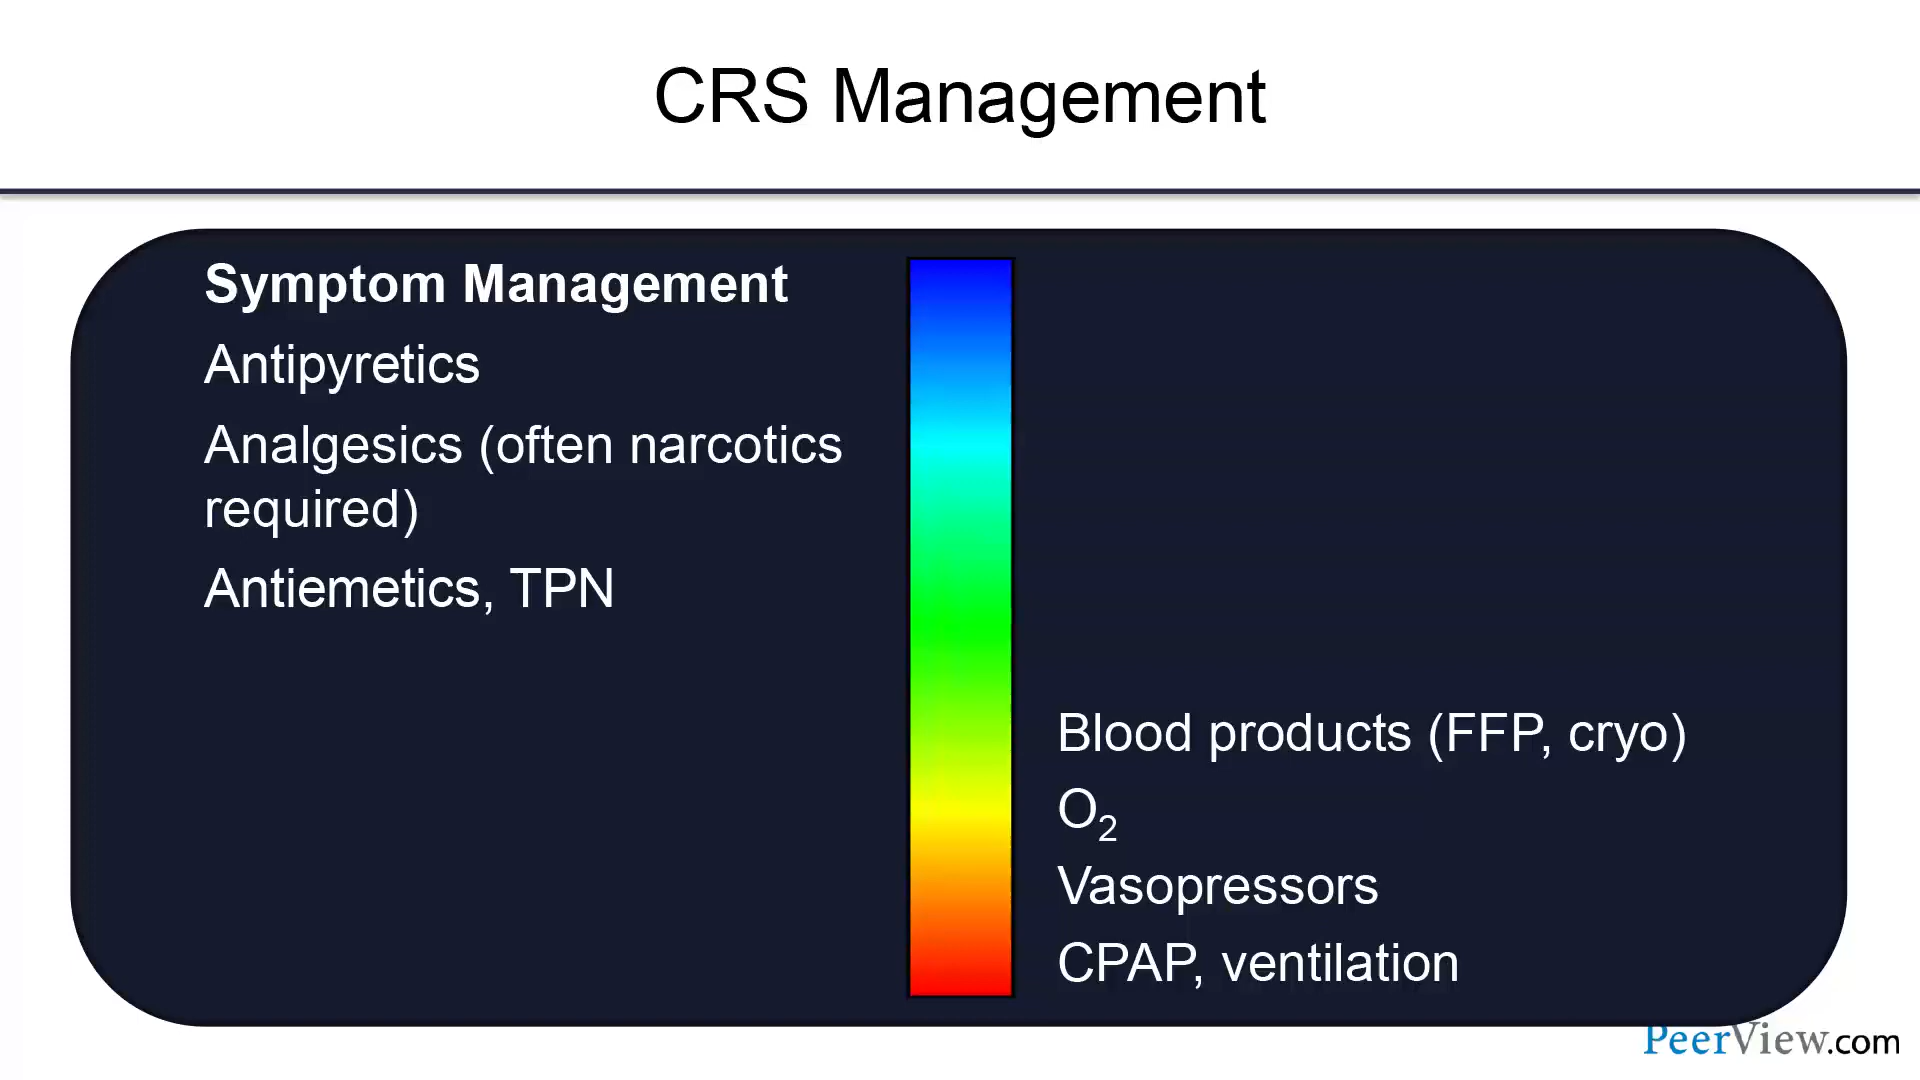 CRS Management
Symptom Management
Antipyretics
Analgesics (often narcotics
required)
Antiemetics, TPN
Blood products (FFP, cryo)
O₂
Vasopressors
CPAP, ventilation
PeerView.com